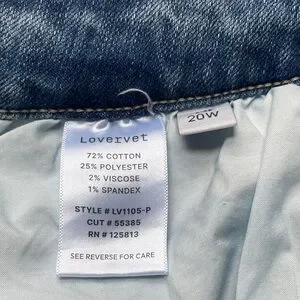 Lovervet
72% COTTON
25% POLYESTER
2% VISCOSE
1% SPANDEX
STYLE # LV1105-P
CUT # 55385
RN # 125813
SEE REVERSE FOR CARE
20W